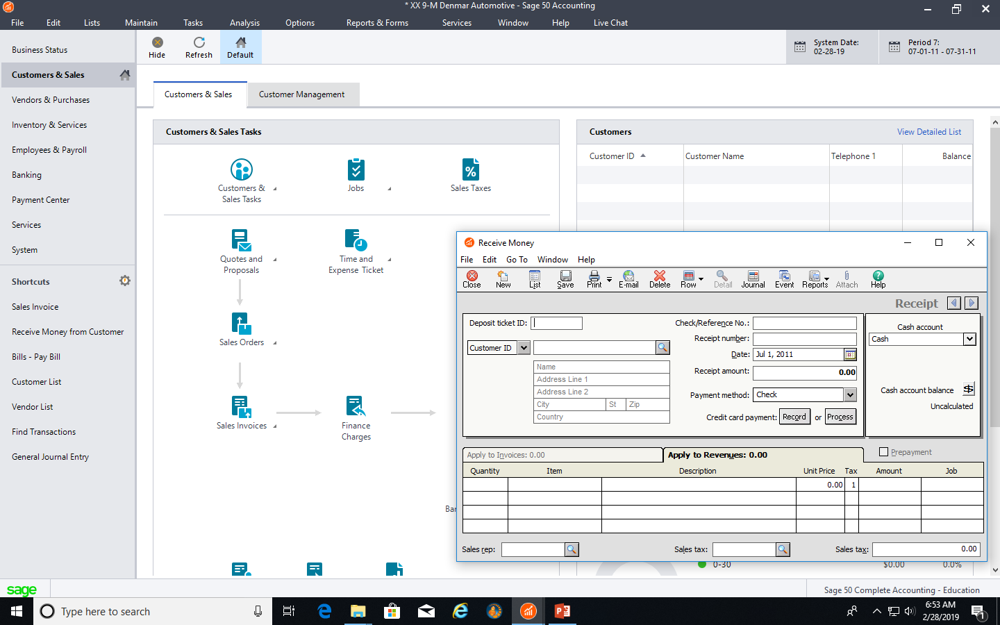 * XX 9-M Denmar Automotive - Sage 50 Accounting
File Edit Lists Maintain Tasks Analysis Options Reports & Forms Services Window Help Live Chat
Business Status
Customers & Sales
Vendors & Purchases
Inventory & Services
Employees & Payroll
Banking
Payment Center
Services
System
Shortcuts
Sales Invoice
Receive Money from Customer
Bills - Pay Bill
Customer List
Vendor List
Find Transactions
General Journal Entry
Hide Refresh Default
System Date:
02-28-19
Period 7:
07-01-11 - 07-31-11
Customers & Sales Customer Management
Customers & Sales Tasks
Customers &
Sales Tasks
Jobs
Sales Taxes
Quotes and
Proposals
Time and
Expense Ticket
Sales Orders
Sales Invoices
Finance
Charges
Ban
Customers View Detailed List
Customer ID Customer Name Telephone 1 Balance
Receive Money
File Edit Go To Window Help
Close New List Save Print E-mail Delete Row Detail Journal Event Reports Attach Help
Receipt
Deposit ticket ID:
Customer ID
Name
Address Line 1
Address Line 2
City St Zip
Country
Check/Reference No.:
Receipt number:
Date: Jul 1, 2011
Receipt amount: 0.00
Payment method: Check
Credit card payment: Record or Process
Cash account
Cash
Cash account balance
Uncalculated
Apply to Invoices: 0.00 Apply to Revenues: 0.00 Prepayment
Quantity Item Description Unit Price Tax Amount Job
0.00 1
Sales rep: Sales tax: Sales tax: 0.00
0-30 $0.00 0.0%
sage
Sage 50 Complete Accounting - Education
Type here to search
6:53 AM
2/28/2019
1